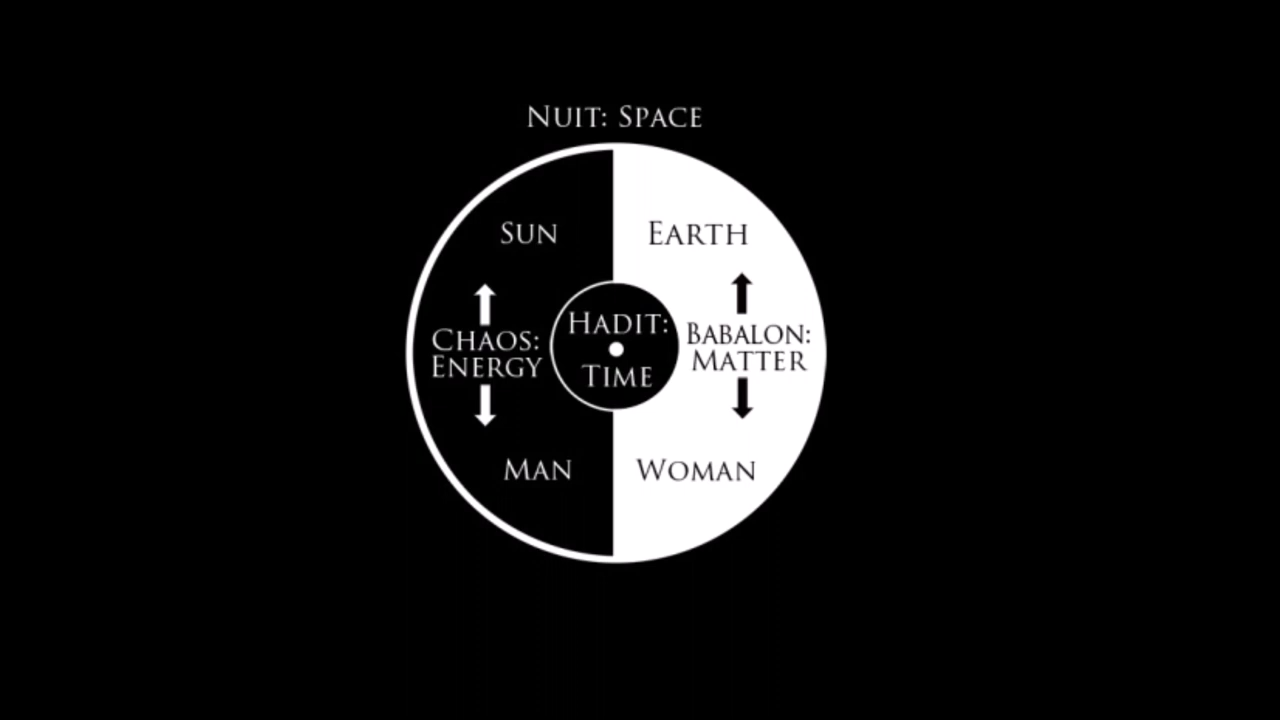 Nuit: Space
Sun
Earth
Chaos:
Energy
Hadit:
Time
Babalon:
Matter
Man
Woman